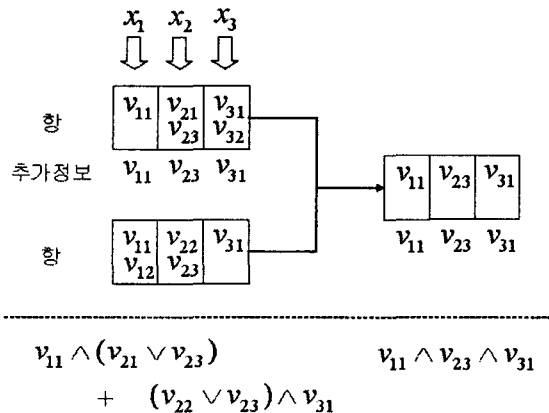 x₁ x₂ x₃
항 v₁₁ v₂₁ v₃₁
v₂₃ v₃₂
추가정보 v₁₁ v₂₃ v₃₁
v₁₁ v₂₃ v₃₁
v₁₁ v₂₃ v₃₁
항 v₁₁ v₂₂ v₃₁
v₁₂ v₂₃
v₁₁ ∧ (v₂₁ ∨ v₂₃) v₁₁ ∧ v₂₃ ∧ v₃₁
+ (v₂₂ ∨ v₂₃) ∧ v₃₁